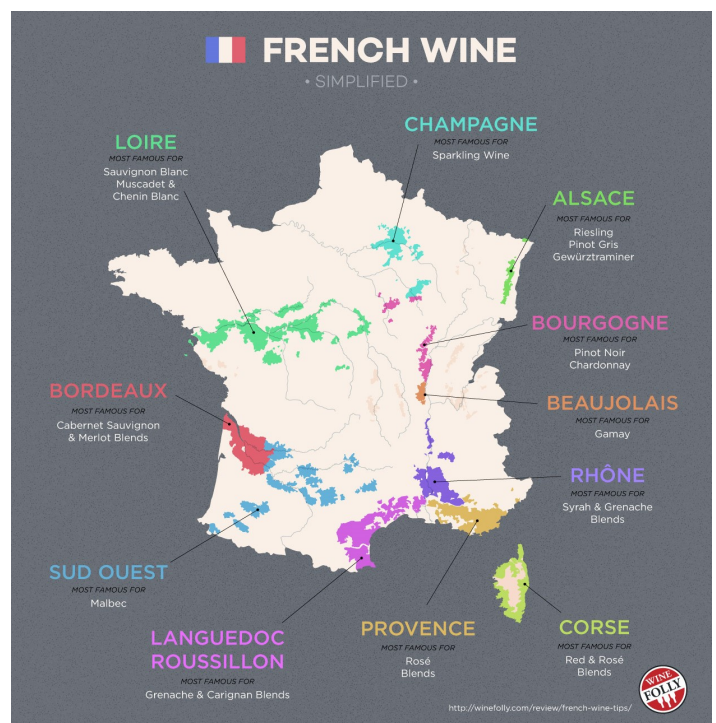 FRENCH WINE
• SIMPLIFIED •
LOIRE
MOST FAMOUS FOR
Sauvignon Blanc
Muscadet &
Chenin Blanc
CHAMPAGNE
MOST FAMOUS FOR
Sparkling Wine
ALSACE
MOST FAMOUS FOR
Riesling
Pinot Gris
Gewürztraminer
BOURGOGNE
MOST FAMOUS FOR
Pinot Noir
Chardonnay
BORDEAUX
MOST FAMOUS FOR
Cabernet Sauvignon
& Merlot Blends
BEAUJOLAIS
MOST FAMOUS FOR
Gamay
RHÔNE
MOST FAMOUS FOR
Syrah & Grenache
Blends
SUD OUEST
MOST FAMOUS FOR
Malbec
LANGUEDOC
ROUSSILLON
MOST FAMOUS FOR
Grenache & Carignan Blends
PROVENCE
MOST FAMOUS FOR
Rosé
Blends
CORSE
MOST FAMOUS FOR
Red & Rosé
Blends
WINE
FOLLY
http://winefolly.com/review/french-wine-tips/